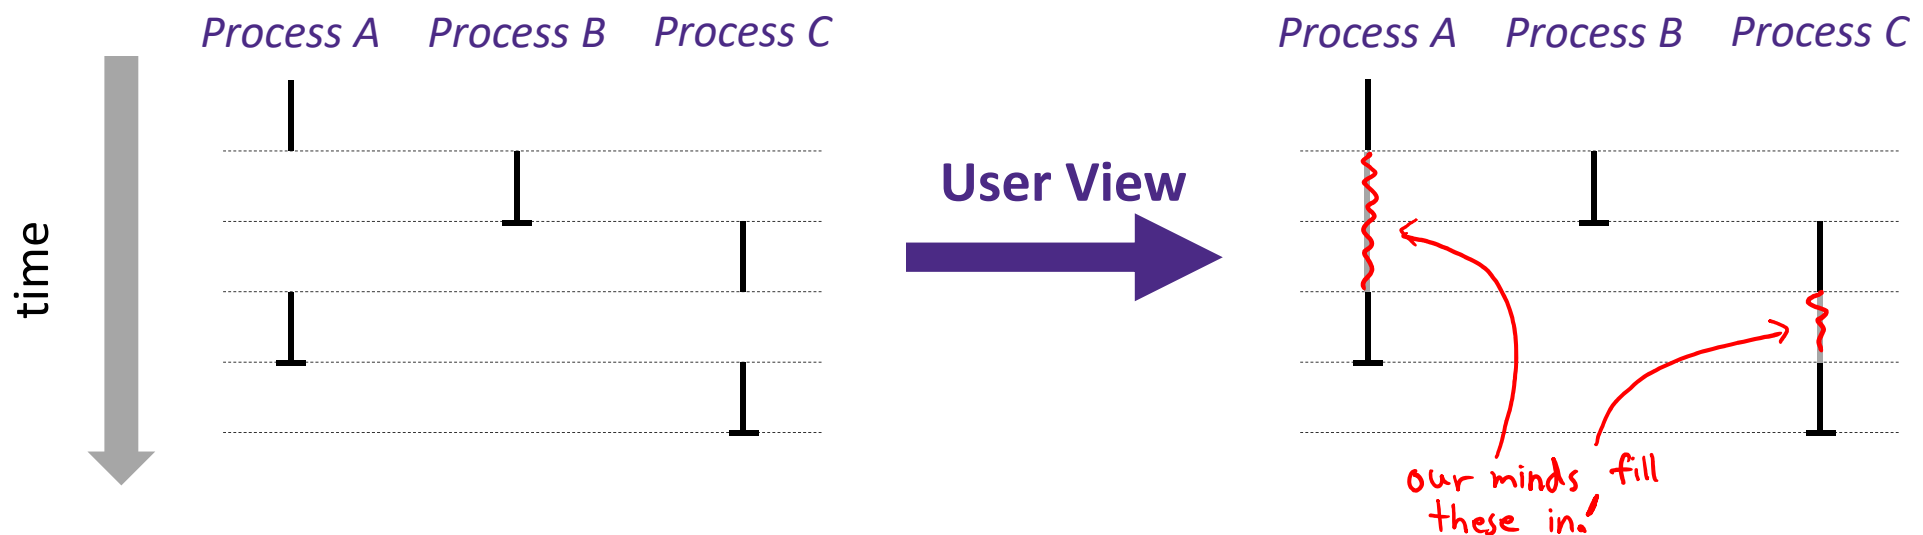 Process A Process B Process C
Process A Process B Process C
time
User View
our minds fill
these in!